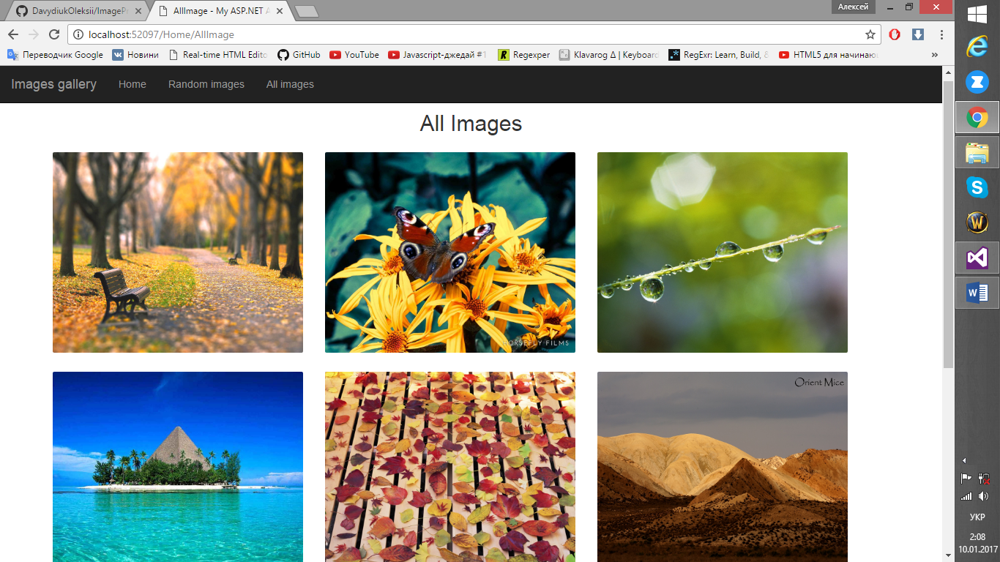 DavydiukOleksii/ImagePr
AllImage - My ASP.NET A
Алексей
localhost:52097/Home/AllImage
Переводчик Google
Новини
Real-time HTML Edito
GitHub
YouTube
Javascript-джедай #1
Regexper
Klavarog Δ | Keyboard
RegExr: Learn, Build, &
HTML5 для начинаю
»
Images gallery
Home
Random images
All images
All Images
HORSEFLY FILMS
Orient Mice
УКР
2:08
10.01.2017